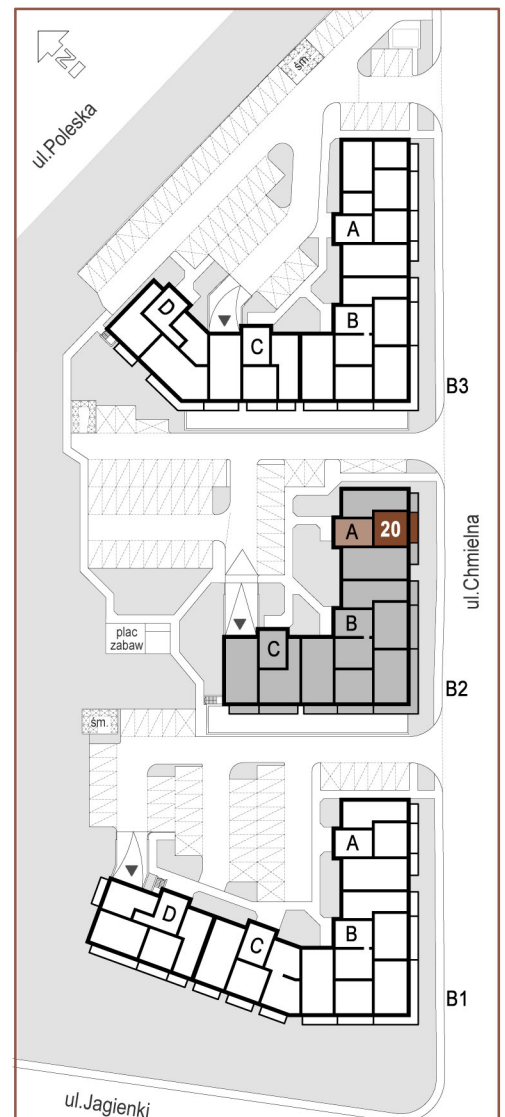 N
ul.Poleska
śm.
A
D
B
C
B3
A
20
ul.Chmielna
B
C
plac
zabaw
B2
śm.
A
D
B
C
B1
ul.Jagienki